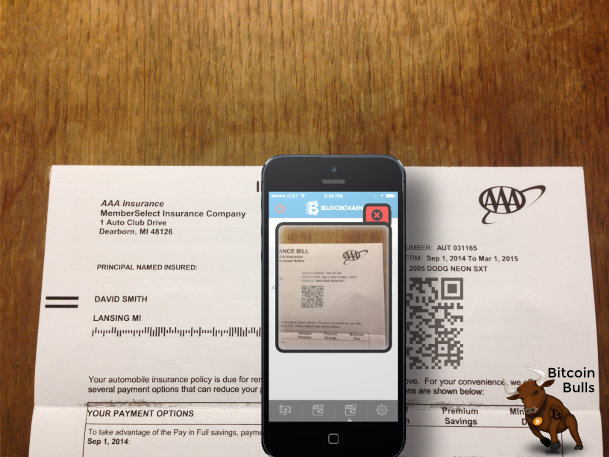 AAA Insurance
MemberSelect Insurance Company
1 Auto Club Drive
Dearborn, MI 48126
PRINCIPAL NAMED INSURED:
DAVID SMITH
LANSING MI
Your automobile insurance policy is due for ren
several payment options that can reduce your p
YOUR PAYMENT OPTIONS
To take advantage of the Pay in Full savings, payme
Sep 1, 2014:
AT&T
BLOCKCHAIN
ANCE BILL
AAA
AAA
NUMBER: AUT 031165
ERM: Sep 1, 2014 To Mar 1, 2015
2005 DODG NEON SXT
. For your convenience, we offe
ons are shown below:
Premium
Savings
Bitcoin
Bulls